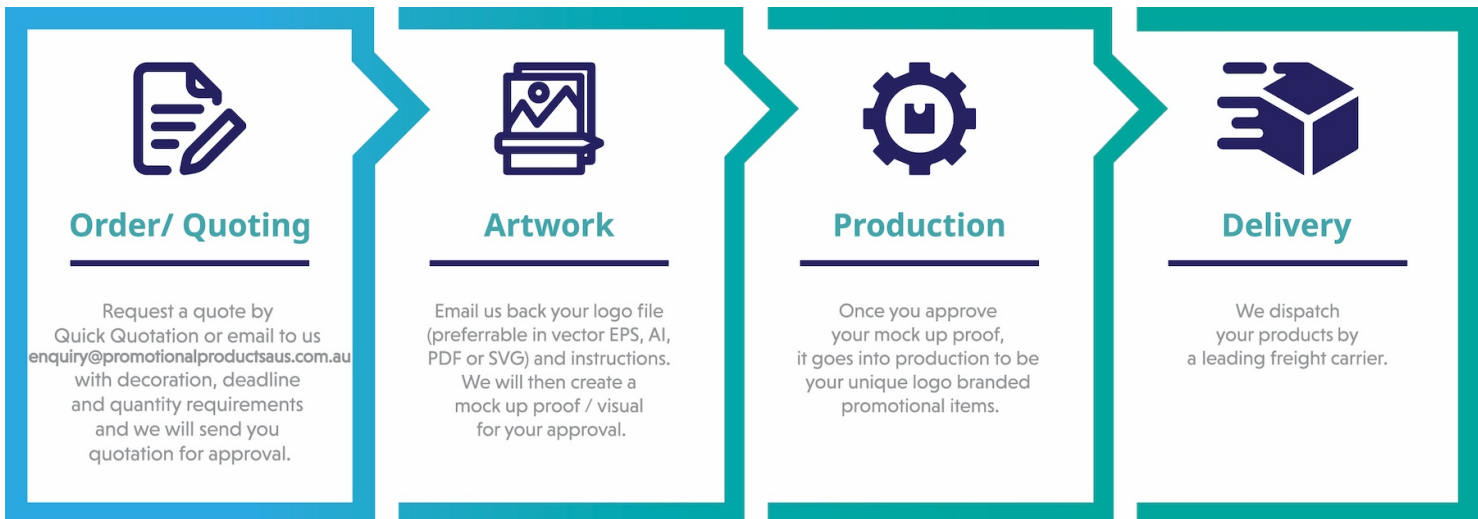 Order/ Quoting
Request a quote by
Quick Quotation or email to us
enquiry@promotionalproductsaus.com.au
with decoration, deadline
and quantity requirements
and we will send you
quotation for approval.
Artwork
Email us back your logo file
(preferrable in vector EPS, AI,
PDF or SVG) and instructions.
We will then create a
mock up proof / visual
for your approval.
Production
Once you approve
your mock up proof,
it goes into production to be
your unique logo branded
promotional items.
Delivery
We dispatch
your products by
a leading freight carrier.